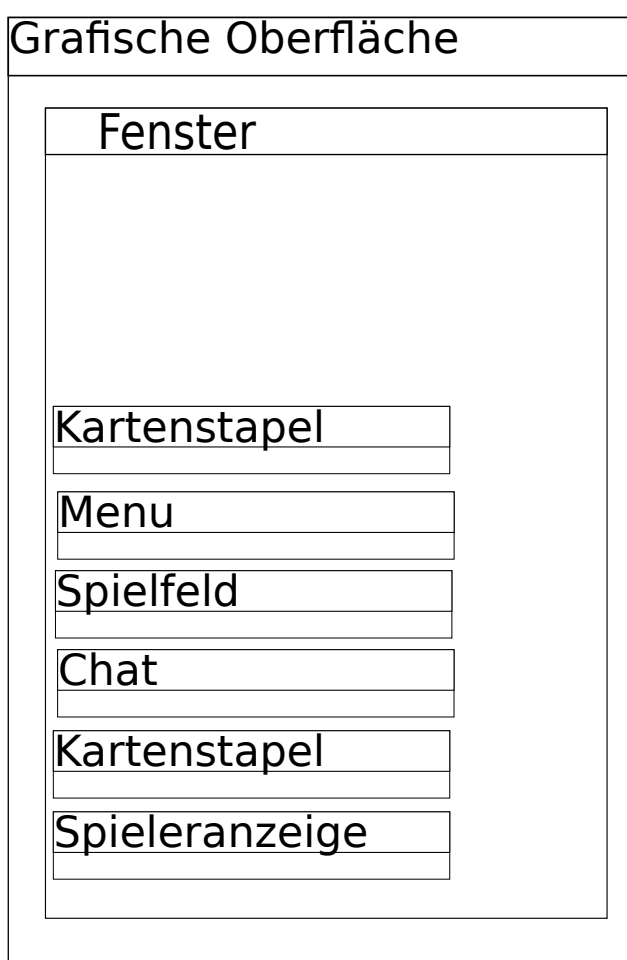 Grafische Oberfläche
Fenster
Kartenstapel
Menu
Spielfeld
Chat
Kartenstapel
Spieleranzeige